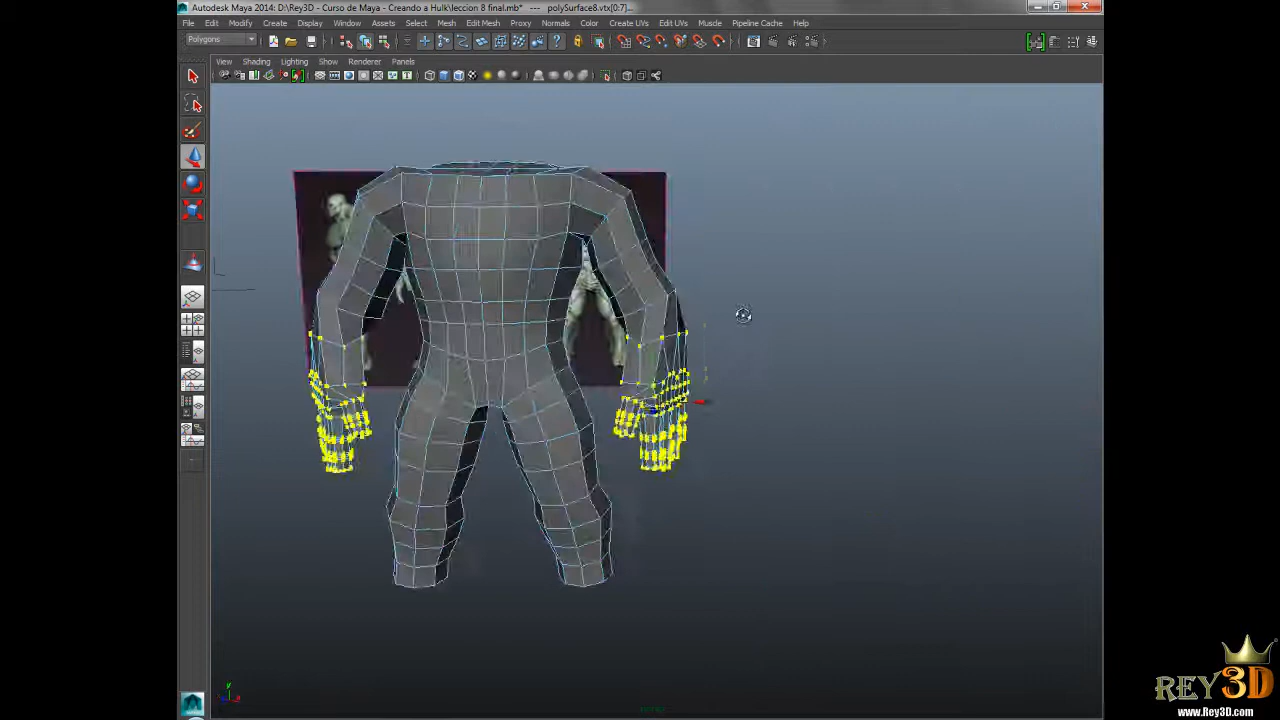 Autodesk Maya 2014: D:\Rey3D - Curso de Maya - Creando a Hulk\leccion 8 final.mb* --- polySurface8.vtx[0:7]...
File Edit Modify Create Display Window Assets Select Mesh Edit Mesh Proxy Normals Color Create UVs Edit UVs Muscle Pipeline Cache Help
Polygons
View Shading Lighting Show Renderer Panels
persp
REY3D
www.Rey3D.com